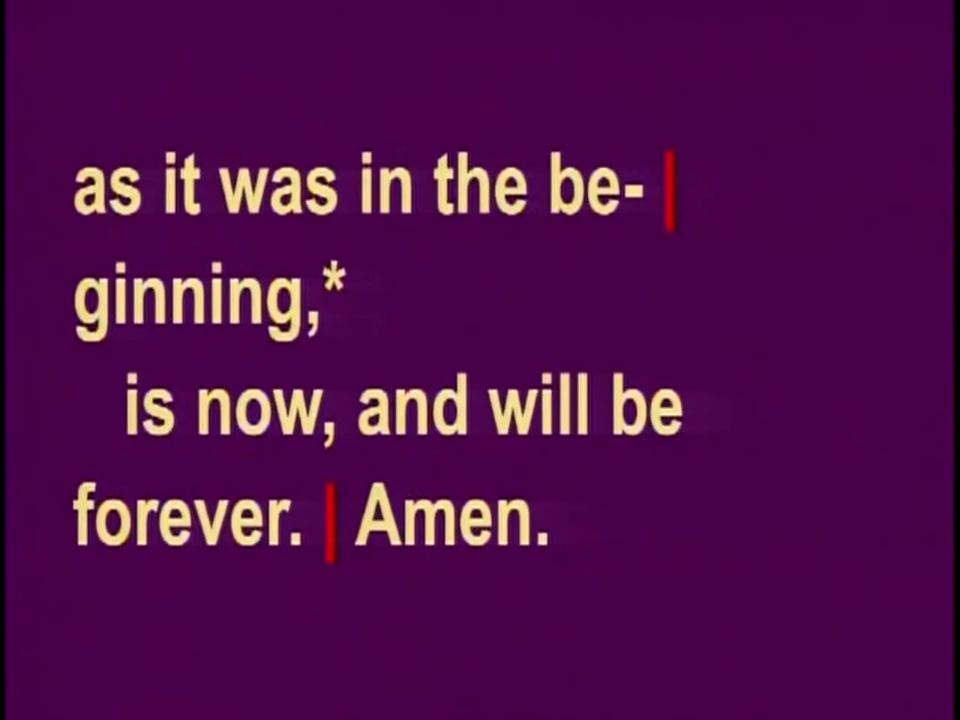 as it was in the be- |
ginning,*
is now, and will be
forever. | Amen.